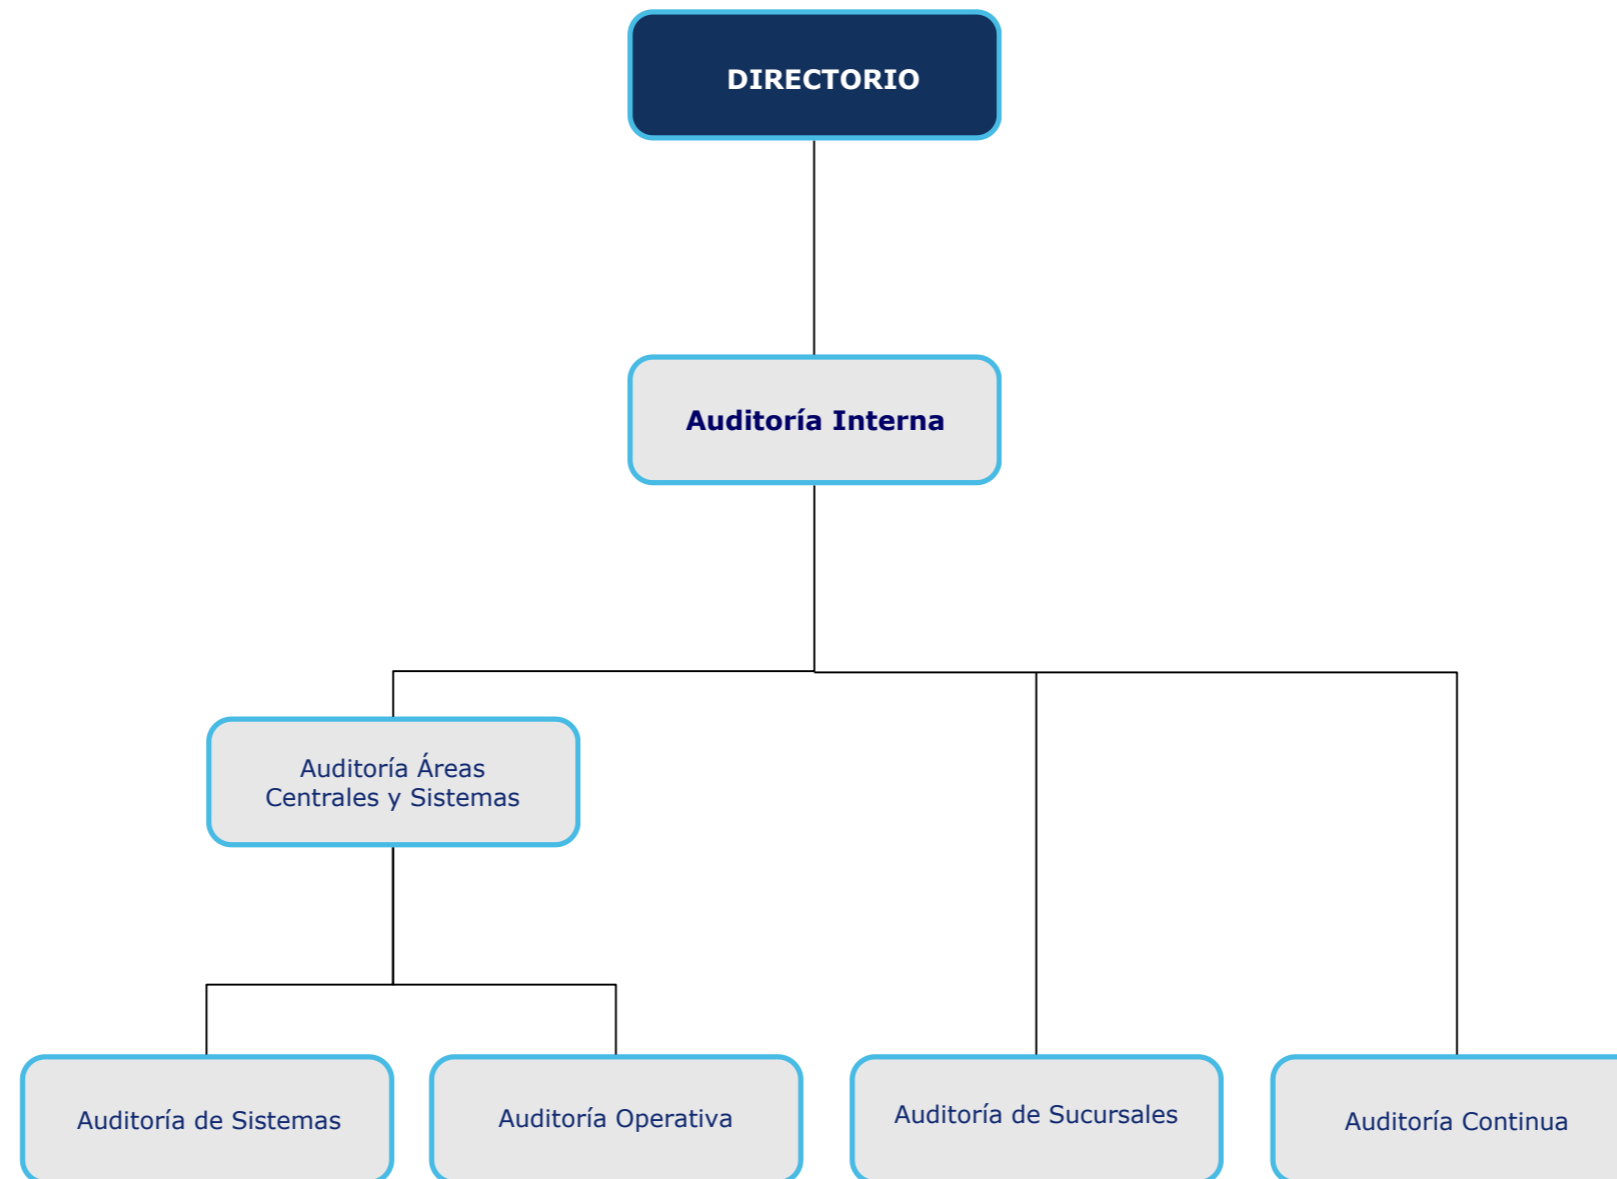 DIRECTORIO
Auditoría Interna
Auditoría Áreas
Centrales y Sistemas
Auditoría de Sistemas
Auditoría Operativa
Auditoría de Sucursales
Auditoría Continua